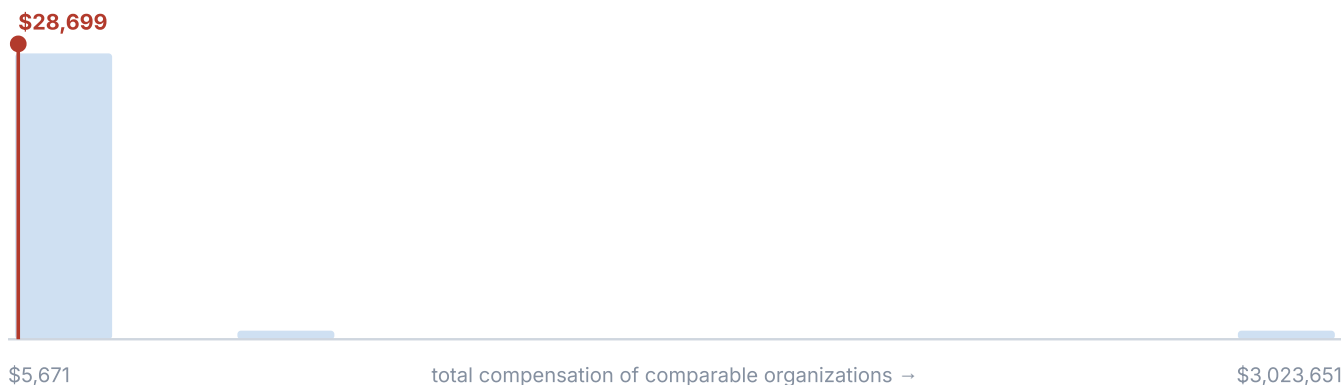 $28,699
$5,671
total compensation of comparable organizations →
$3,023,651